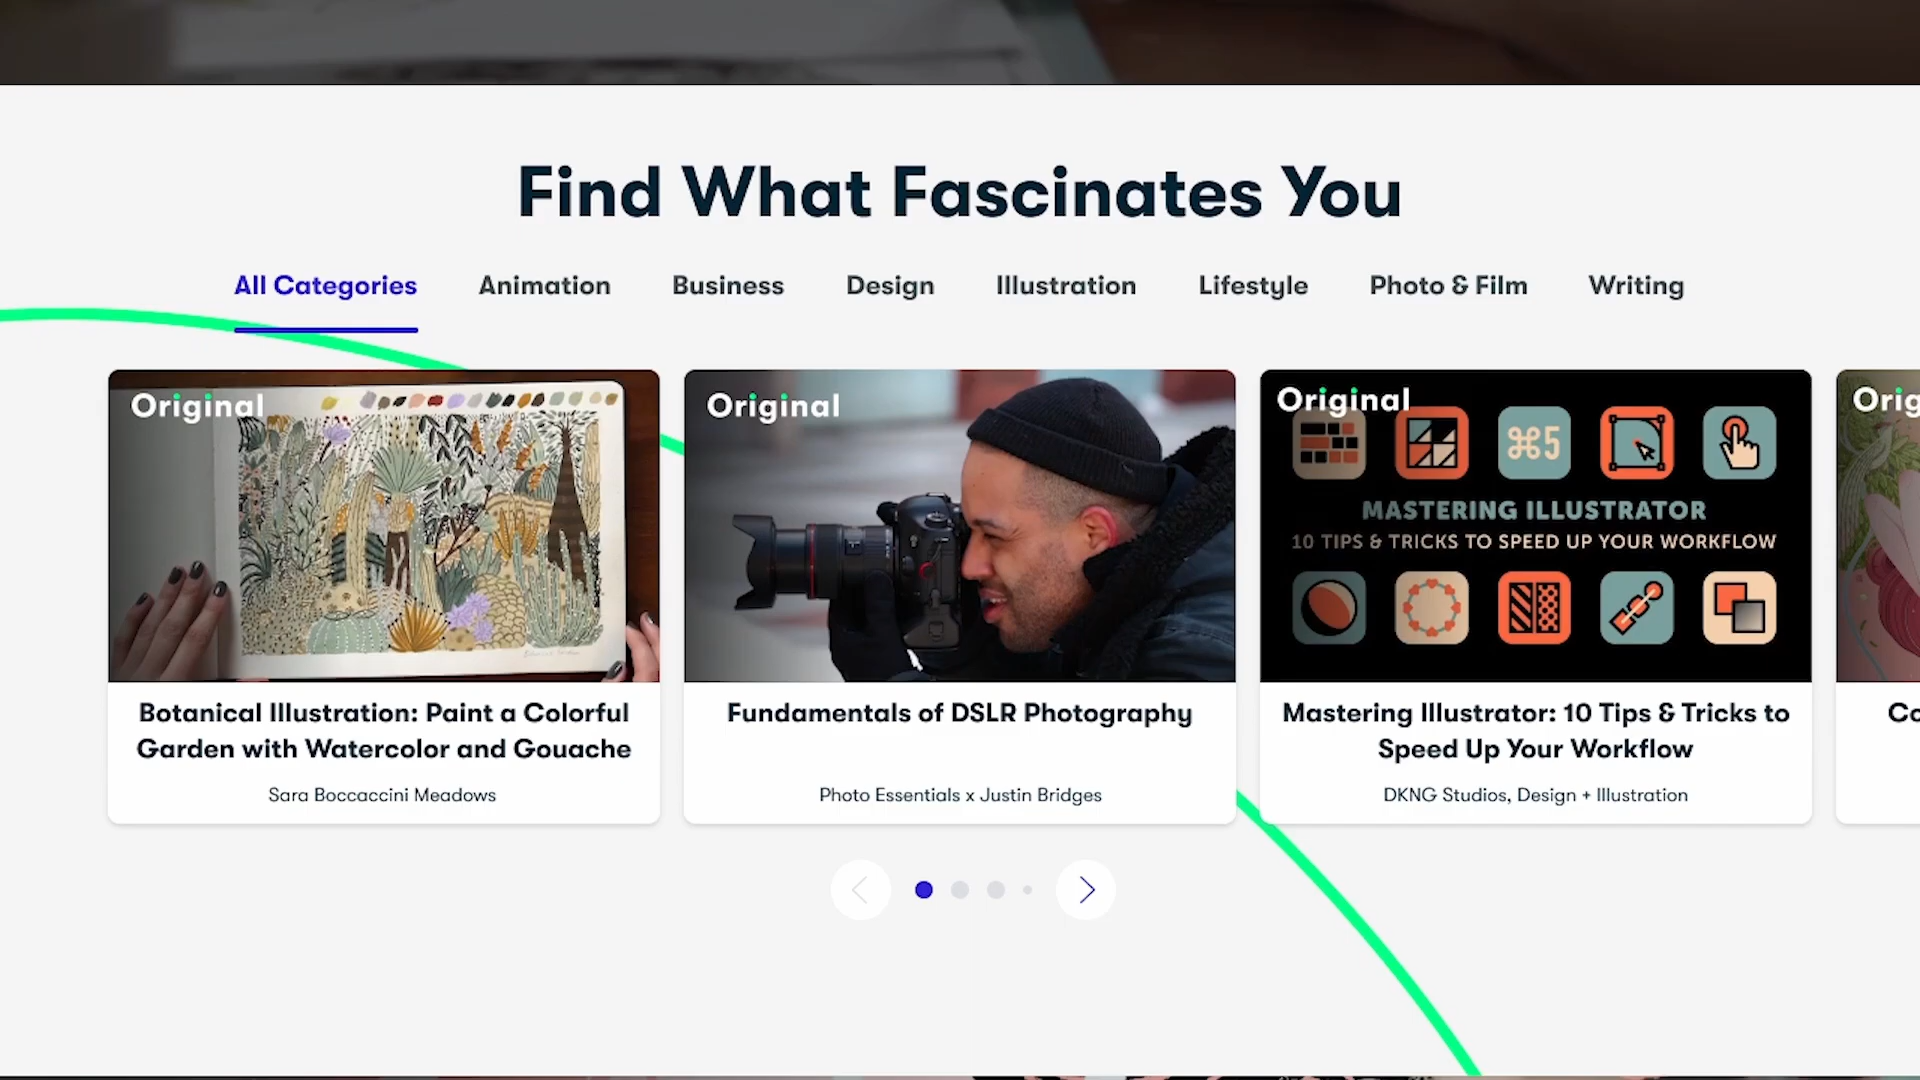 Find What Fascinates You
All Categories Animation Business Design Illustration Lifestyle Photo & Film Writing
Original
Botanical Illustration: Paint a Colorful
Garden with Watercolor and Gouache
Sara Boccaccini Meadows
Original
Fundamentals of DSLR Photography
Photo Essentials x Justin Bridges
Original
⌘5
MASTERING ILLUSTRATOR
10 TIPS & TRICKS TO SPEED UP YOUR WORKFLOW
Mastering Illustrator: 10 Tips & Tricks to
Speed Up Your Workflow
DKNG Studios, Design + Illustration
Orig
Co